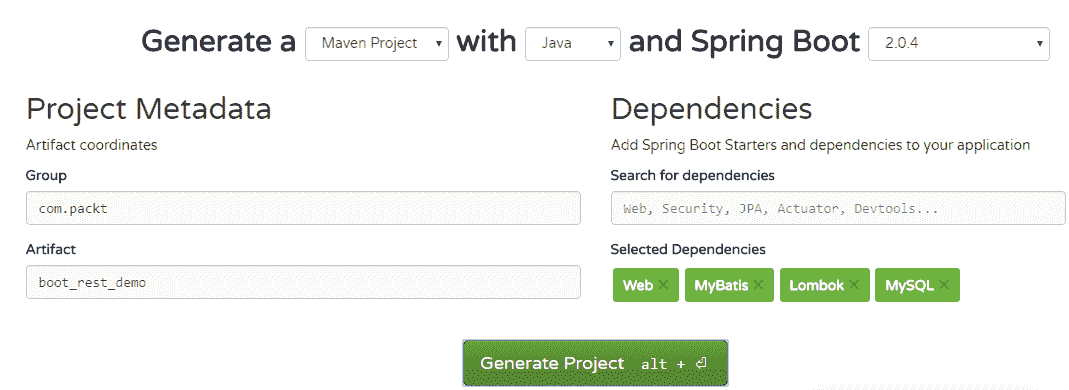 Generate a Maven Project with Java and Spring Boot 2.0.4
Project Metadata
Artifact coordinates
Group
com.packt
Artifact
boot_rest_demo
Dependencies
Add Spring Boot Starters and dependencies to your application
Search for dependencies
Web, Security, JPA, Actuator, Devtools...
Selected Dependencies
Web × MyBatis × Lombok × MySQL ×
Generate Project alt + ⏎